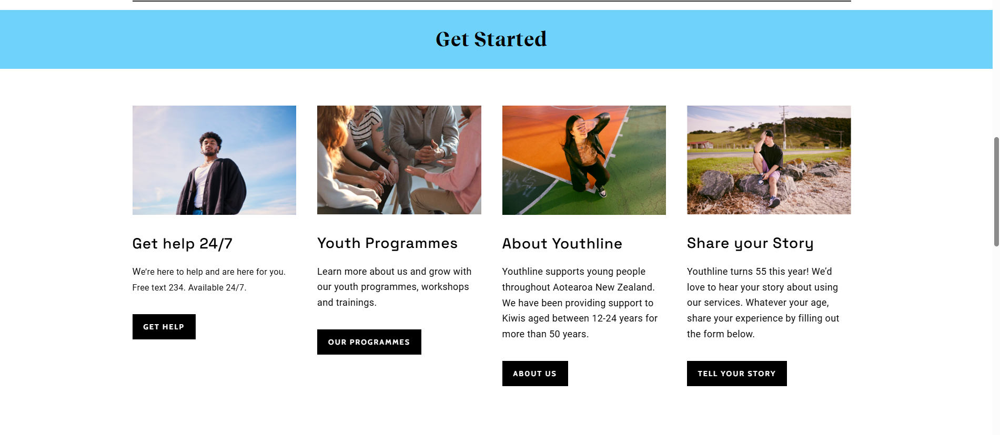 Get Started
Get help 24/7
We’re here to help and are here for you.
Free text 234. Available 24/7.
GET HELP
Youth Programmes
Learn more about us and grow with
our youth programmes, workshops
and trainings.
OUR PROGRAMMES
About Youthline
Youthline supports young people
throughout Aotearoa New Zealand.
We have been providing support to
Kiwis aged between 12-24 years for
more than 50 years.
ABOUT US
Share your Story
Youthline turns 55 this year! We’d
love to hear your story about using
our services. Whatever your age,
share your experience by filling out
the form below.
TELL YOUR STORY